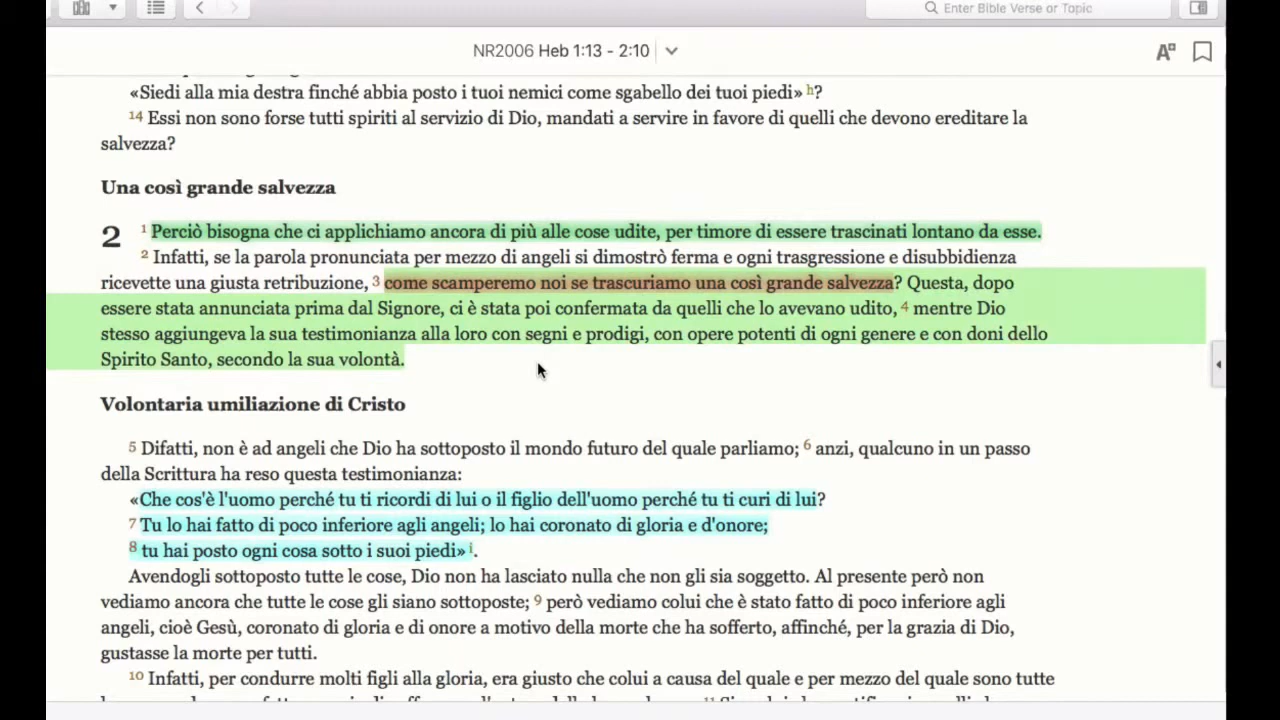 Enter Bible Verse or Topic
NR2006 Heb 1:13 - 2:10
A
«Siedi alla mia destra finché abbia posto i tuoi nemici come sgabello dei tuoi piedi» h?
14 Essi non sono forse tutti spiriti al servizio di Dio, mandati a servire in favore di quelli che devono ereditare la
salvezza?
Una così grande salvezza
2 1 Perciò bisogna che ci applichiamo ancora di più alle cose udite, per timore di essere trascinati lontano da esse.
2 Infatti, se la parola pronunciata per mezzo di angeli si dimostrò ferma e ogni trasgressione e disubbidienza
ricevette una giusta retribuzione, 3 come scamperemo noi se trascuriamo una così grande salvezza? Questa, dopo
essere stata annunciata prima dal Signore, ci è stata poi confermata da quelli che lo avevano udito, 4 mentre Dio
stesso aggiungeva la sua testimonianza alla loro con segni e prodigi, con opere potenti di ogni genere e con doni dello
Spirito Santo, secondo la sua volontà.
Volontaria umiliazione di Cristo
5 Difatti, non è ad angeli che Dio ha sottoposto il mondo futuro del quale parliamo; 6 anzi, qualcuno in un passo
della Scrittura ha reso questa testimonianza:
«Che cos'è l'uomo perché tu ti ricordi di lui o il figlio dell'uomo perché tu ti curi di lui?
7 Tu lo hai fatto di poco inferiore agli angeli; lo hai coronato di gloria e d'onore;
8 tu hai posto ogni cosa sotto i suoi piedi» i.
Avendogli sottoposto tutte le cose, Dio non ha lasciato nulla che non gli sia soggetto. Al presente però non
vediamo ancora che tutte le cose gli siano sottoposte; 9 però vediamo colui che è stato fatto di poco inferiore agli
angeli, cioè Gesù, coronato di gloria e di onore a motivo della morte che ha sofferto, affinché, per la grazia di Dio,
gustasse la morte per tutti.
10 Infatti, per condurre molti figli alla gloria, era giusto che colui a causa del quale e per mezzo del quale sono tutte